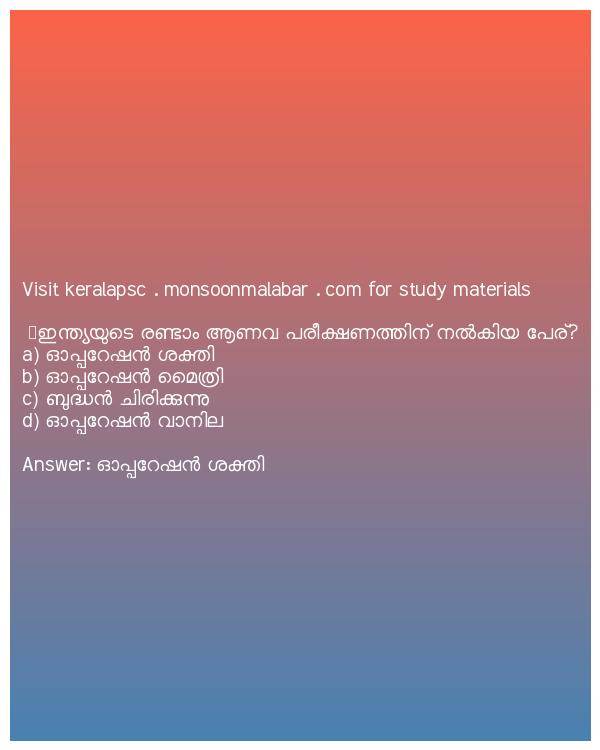 Visit keralapsc . monsoonmalabar . com for study materials
ഇന്ത്യയുടെ രണ്ടാം ആണവ പരീക്ഷണത്തിന് നൽകിയ പേര്?
a) ഓപ്പറേഷൻ ശക്തി
b) ഓപ്പറേഷൻ മൈത്രി
c) ബുദ്ധൻ ചിരിക്കുന്നു
d) ഓപ്പറേഷൻ വാനില
Answer: ഓപ്പറേഷൻ ശക്തി